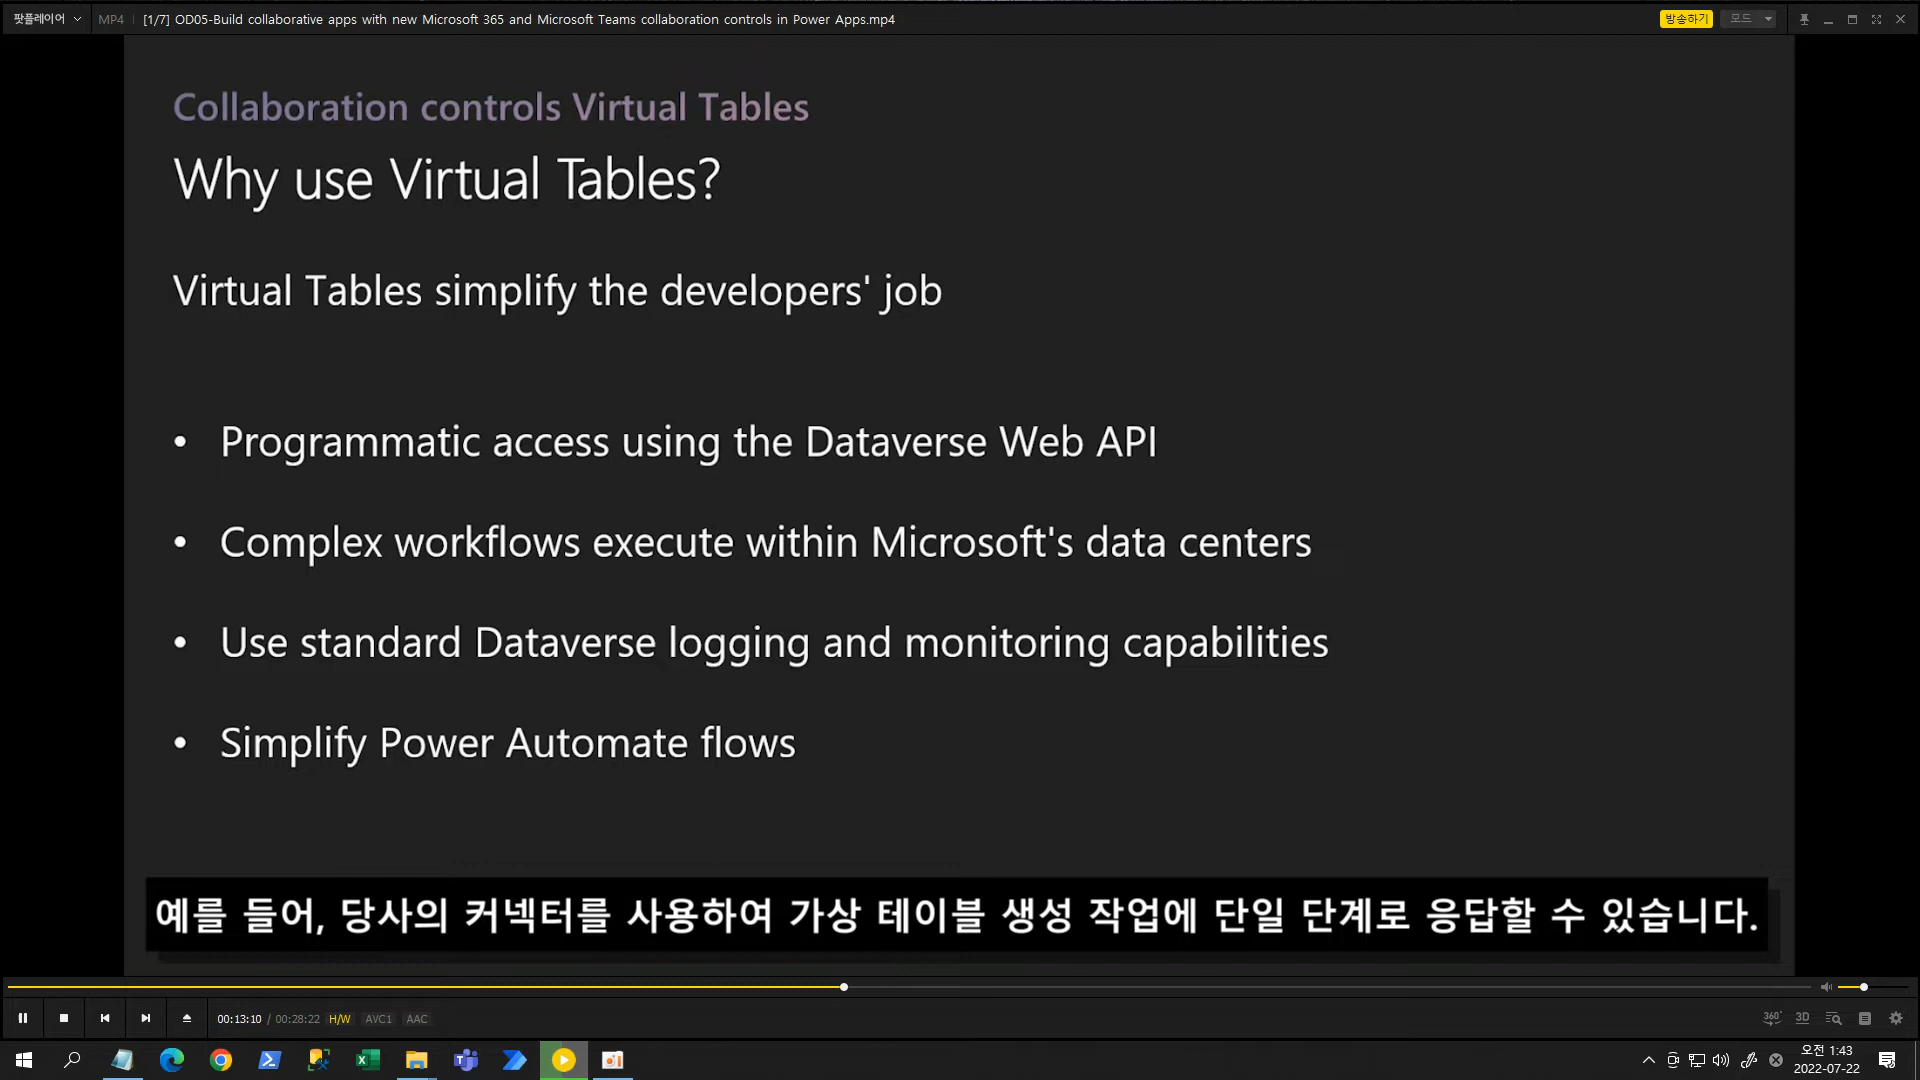 팟플레이어 MP4 [1/7] OD05-Build collaborative apps with new Microsoft 365 and Microsoft Teams collaboration controls in Power Apps.mp4 방송하기 모드
Collaboration controls Virtual Tables
Why use Virtual Tables?
Virtual Tables simplify the developers' job
• Programmatic access using the Dataverse Web API
• Complex workflows execute within Microsoft's data centers
• Use standard Dataverse logging and monitoring capabilities
• Simplify Power Automate flows
예를 들어, 당사의 커넥터를 사용하여 가상 테이블 생성 작업에 단일 단계로 응답할 수 있습니다.
00:13:10 / 00:28:22 H/W AVC1 AAC 360° 3D
오전 1:43
2022-07-22